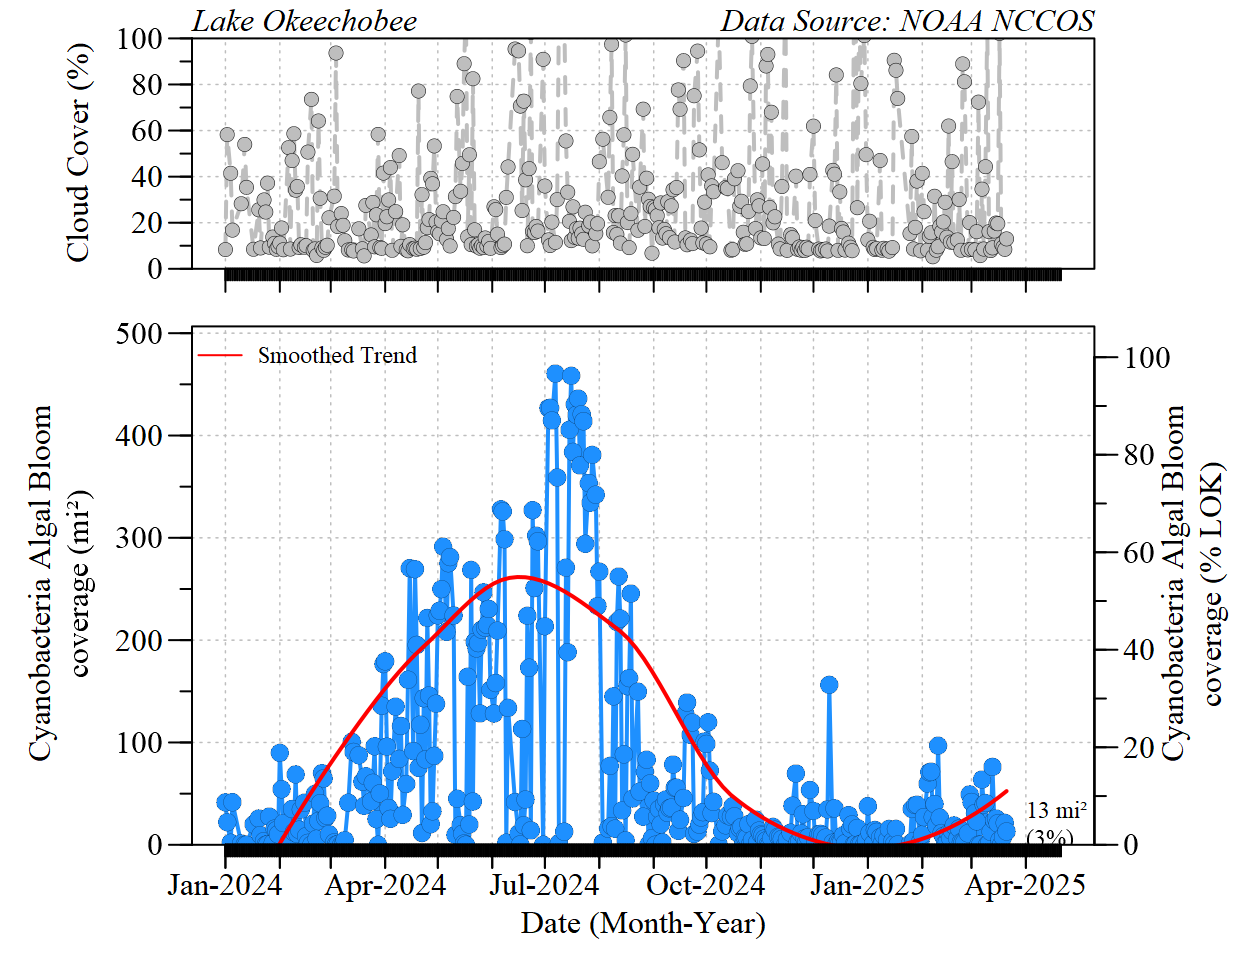 Lake Okeechobee Data Source: NOAA NCCOS
Cloud Cover (%)
100
80
60
40
20
0
Cyanobacteria Algal Bloom
coverage (mi²)
500
400
300
200
100
0
Smoothed Trend
13 mi²
(3%)
100
80
60
40
20
0
Cyanobacteria Algal Bloom
coverage (% LOK)
Jan-2024 Apr-2024 Jul-2024 Oct-2024 Jan-2025 Apr-2025
Date (Month-Year)